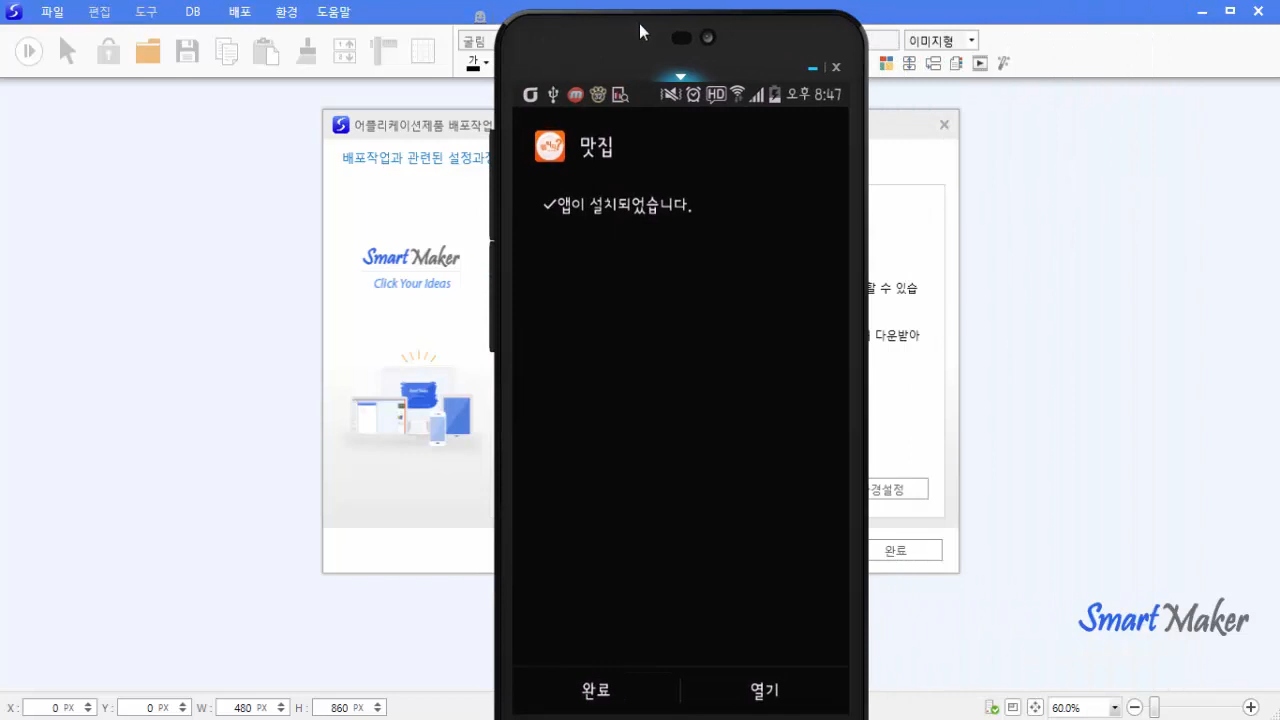 파일 편집 도구 DB 배포 환경 도움말
굴림
이미지형
가
오후 8:47
어플리케이션제품 배포작업
배포작업과 관련된 설정과정
맛집
✓앱이 설치되었습니다.
Smart Maker
Click Your Ideas
할 수 있습
다운받아
경설정
완료
Smart Maker
완료
열기
X : 0 PX Y : 0 PX W : 480 PX H : 860 PX
60.0%